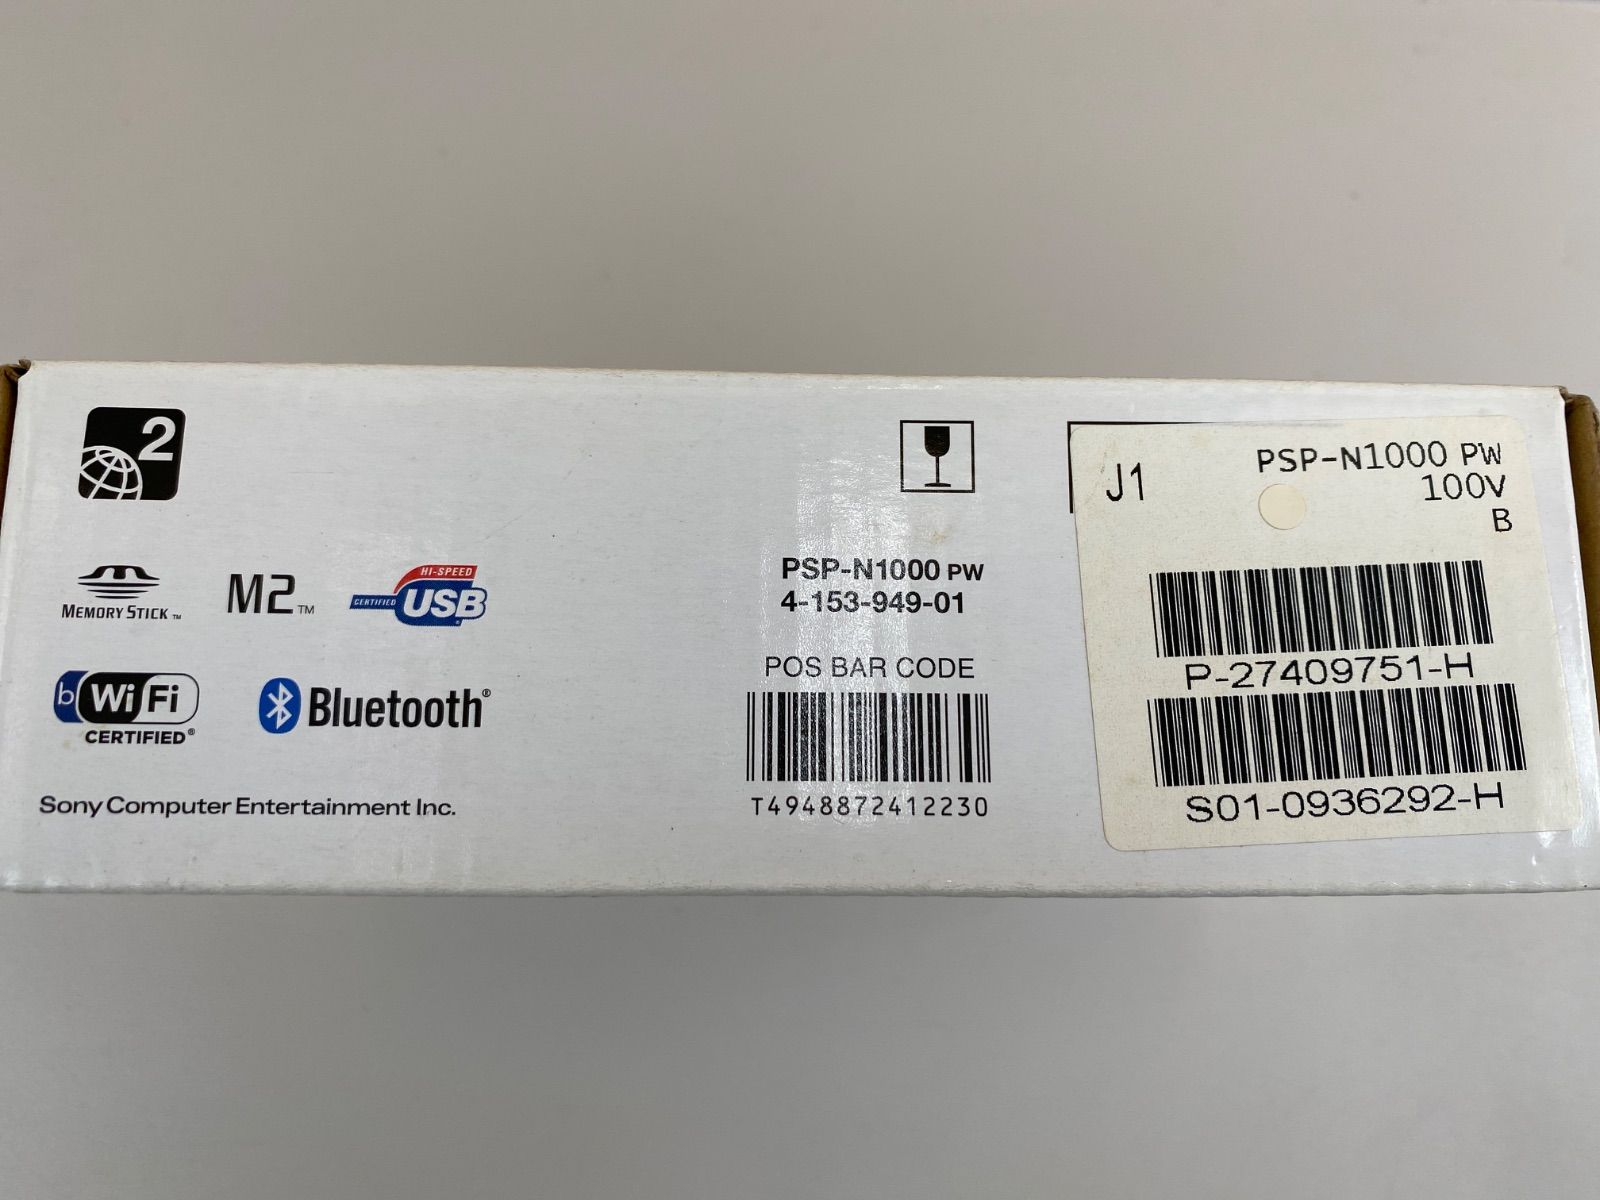 2
MEMORY STICK™
M2™
HI-SPEED
CERTIFIED USB
b Wi Fi
CERTIFIED®
Bluetooth®
Sony Computer Entertainment Inc.
PSP-N1000 PW
4-153-949-01
POS BAR CODE
T4948872412230
J1
PSP-N1000 PW
100V
B
P-27409751-H
S01-0936292-H